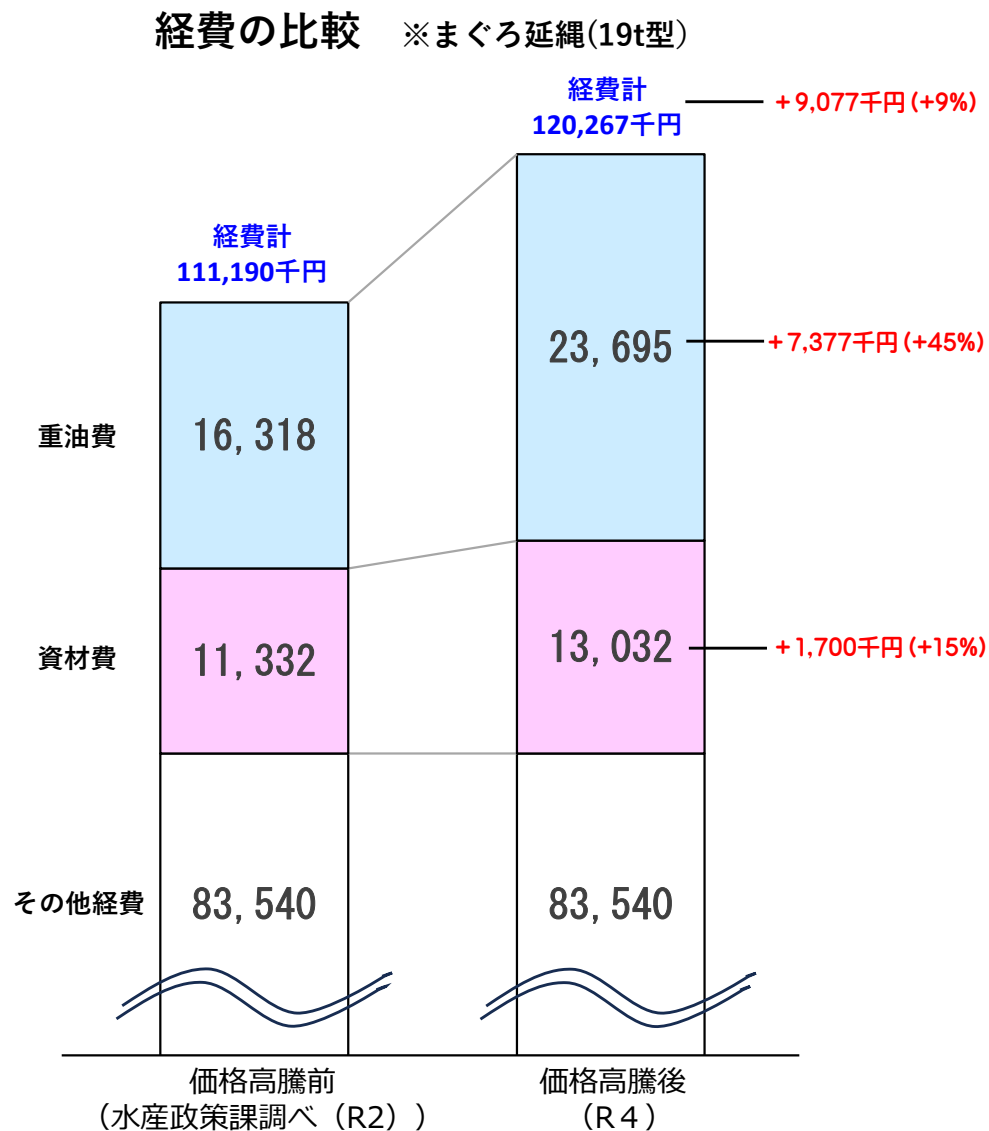 経費の比較 ※まぐろ延縄(19t型)
経費計
120,267千円
+9,077千円(+9%)
経費計
111,190千円
重油費
16,318
23,695
+7,377千円(+45%)
資材費
11,332
13,032
+1,700千円(+15%)
その他経費
83,540
83,540
価格高騰前
(水産政策課調べ(R2))
価格高騰後
(R4)